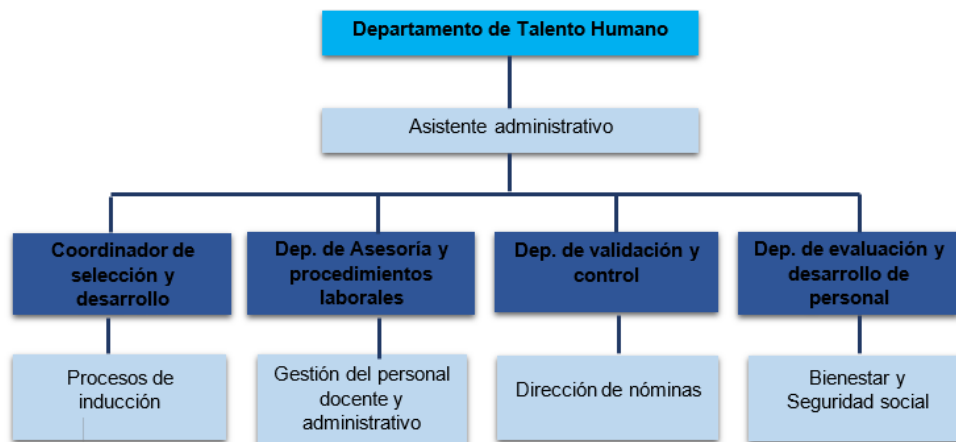 Departamento de Talento Humano
Asistente administrativo
Coordinador de
selección y
desarrollo
Dep. de Asesoría y
procedimientos
laborales
Dep. de validación y
control
Dep. de evaluación y
desarrollo de
personal
Procesos de
inducción
Gestión del personal
docente y
administrativo
Dirección de nóminas
Bienestar y
Seguridad social